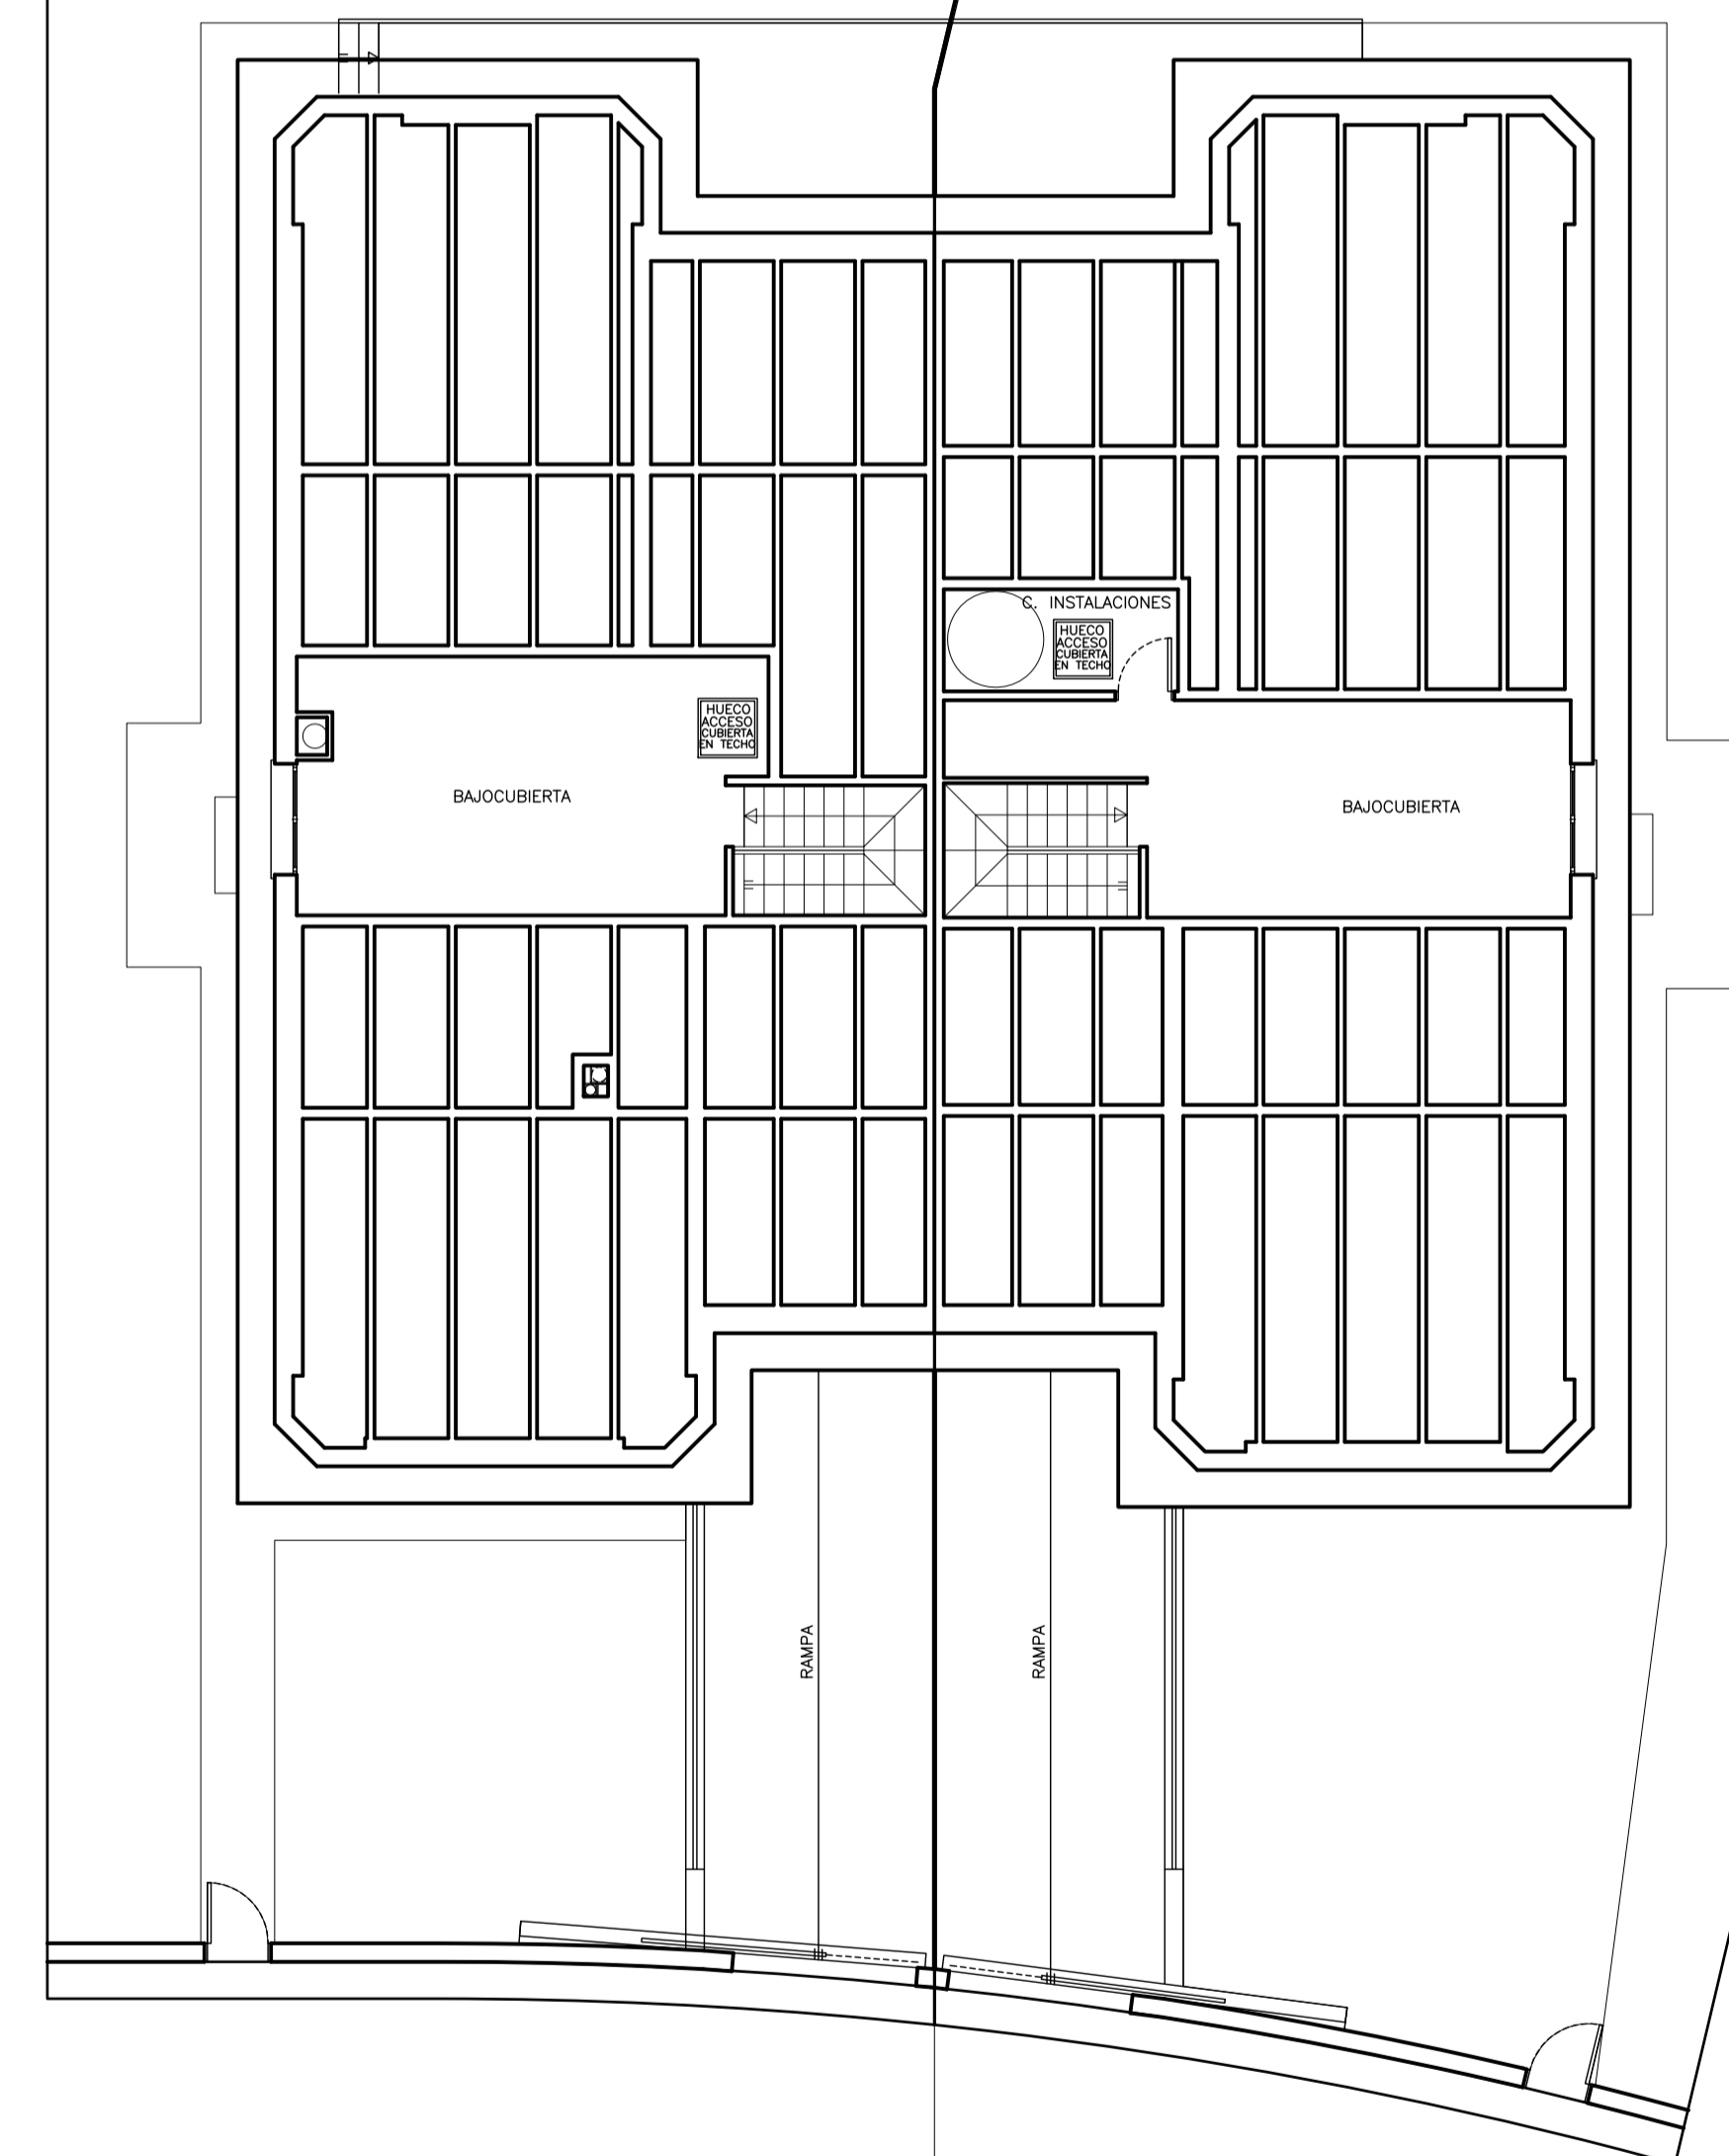 C. INSTALACIONES
HUECO
ACCESO
CUBIERTA
EN TECHO
HUECO
ACCESO
CUBIERTA
EN TECHO
BAJOCUBIERTA
BAJOCUBIERTA
RAMPA
RAMPA